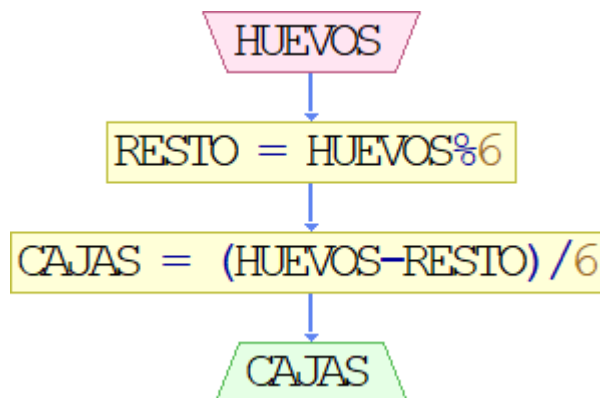 HUEVOS
RESTO = HUEVOS%6
CAJAS = (HUEVOS-RESTO)/6
CAJAS